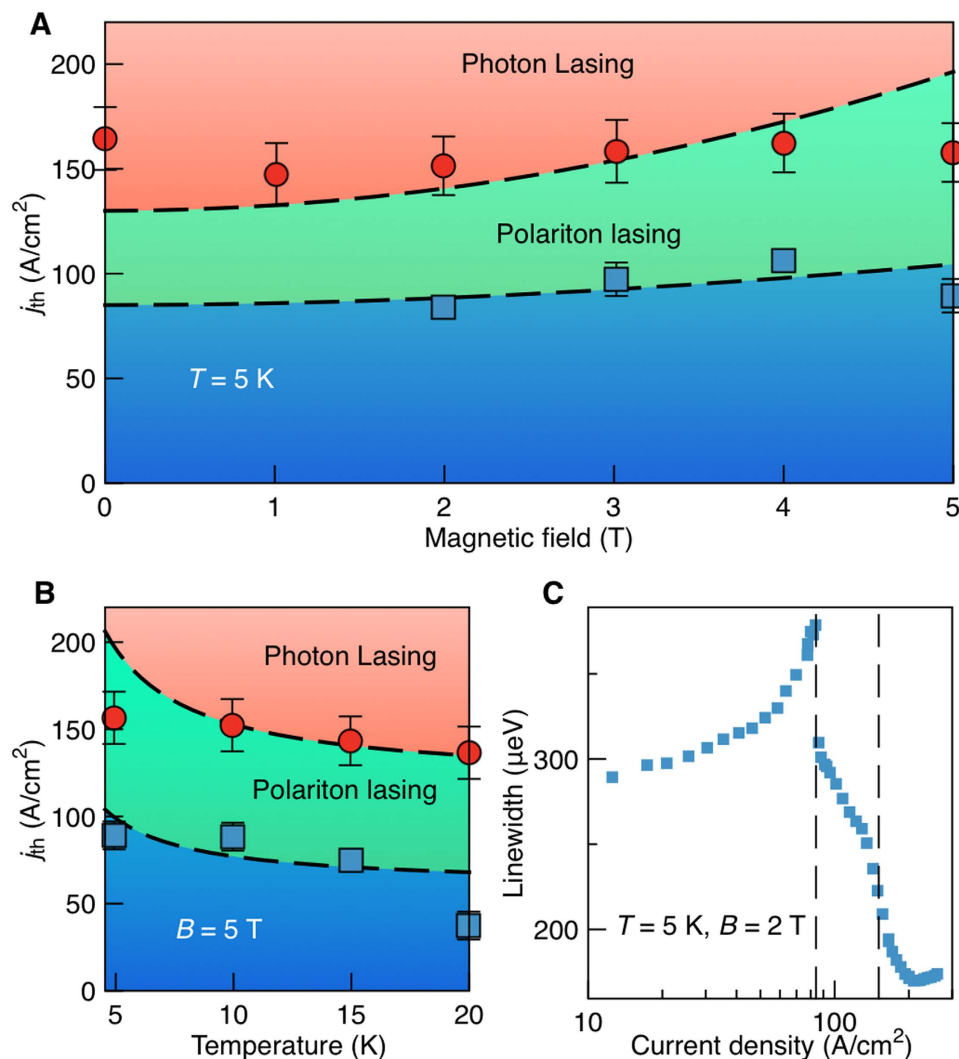 A
200
150
100
50
0
jth (A/cm²)
Photon Lasing
Polariton lasing
T = 5 K
0 1 2 3 4 5
Magnetic field (T)
B
200
150
100
50
0
jth (A/cm²)
Photon Lasing
Polariton lasing
B = 5 T
5 10 15 20
Temperature (K)
C
300
200
Linewidth (µeV)
T = 5 K, B = 2 T
10 100
Current density (A/cm²)